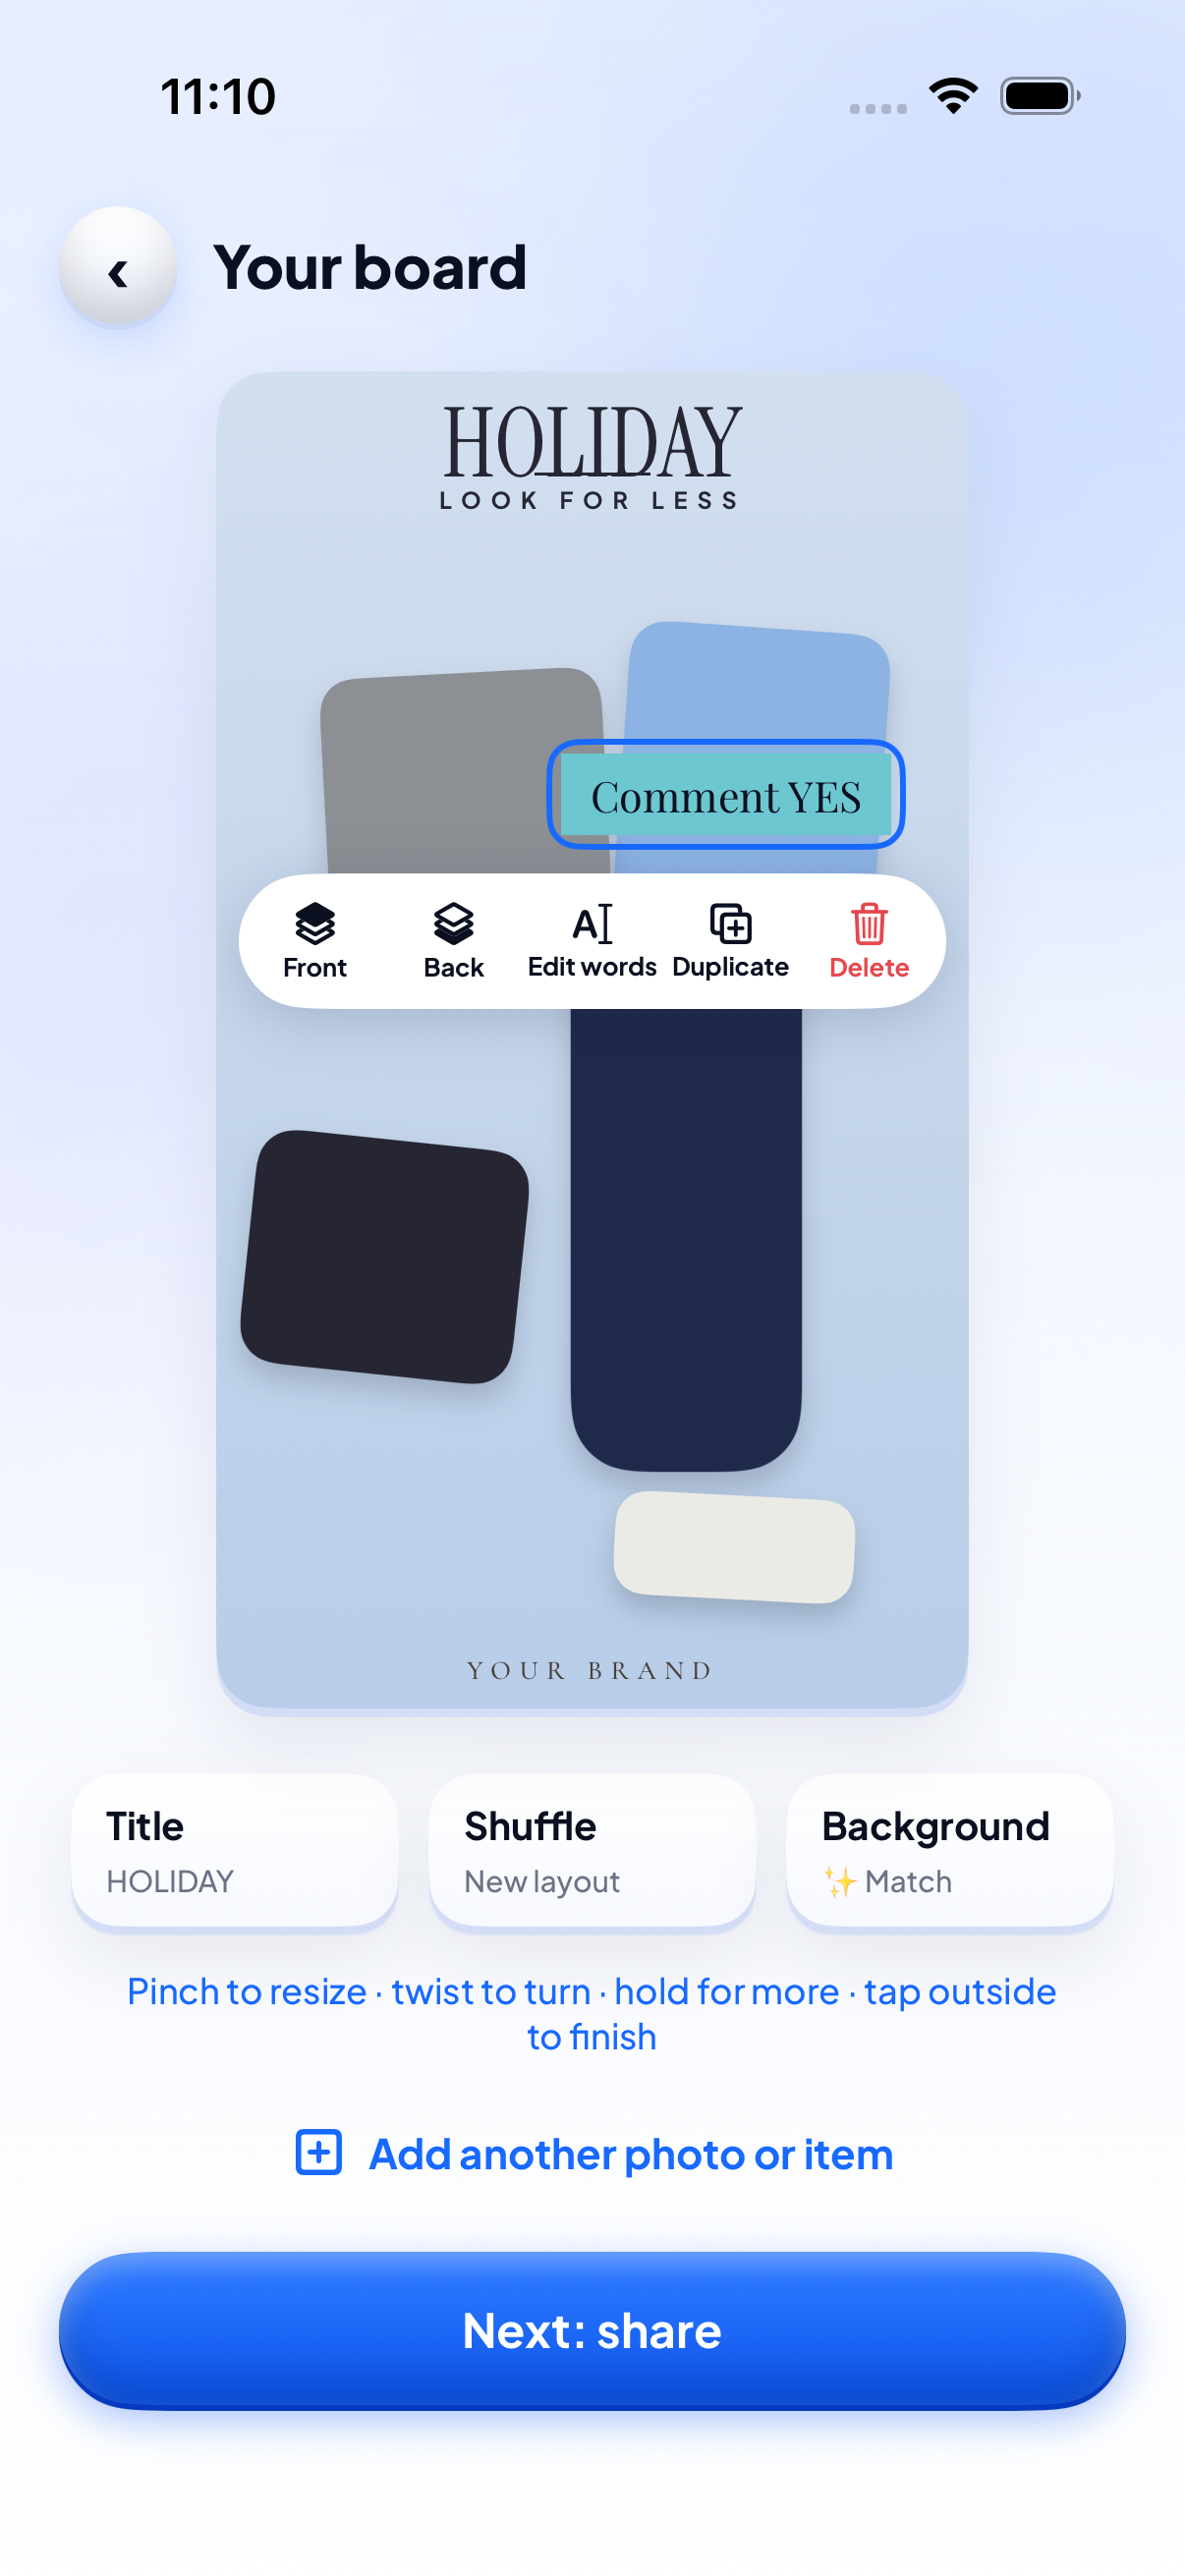 11:10
‹ Your board
HOLIDAY
LOOK FOR LESS
Comment YES
Front Back Edit words Duplicate Delete
YOUR BRAND
Title Shuffle Background
HOLIDAY New layout ✨ Match
Pinch to resize · twist to turn · hold for more · tap outside
to finish
Add another photo or item
Next: share